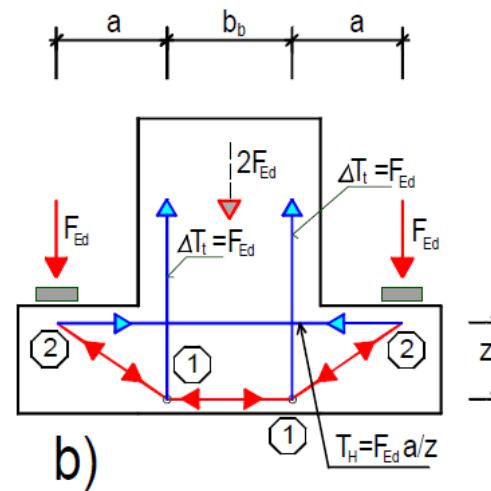 a b_b a
2F_Ed
ΔT_t=F_Ed
F_Ed
F_Ed
ΔT_t=F_Ed
2
1
2
z
1
T_H=F_Ed a/z
b)